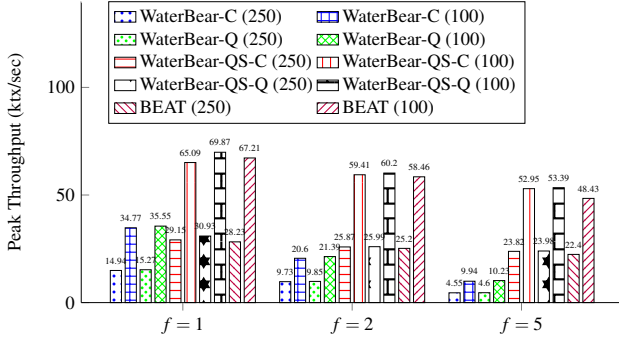 WaterBear-C (250) WaterBear-C (100)
WaterBear-Q (250) WaterBear-Q (100)
WaterBear-QS-C (250) WaterBear-QS-C (100)
WaterBear-QS-Q (250) WaterBear-QS-Q (100)
BEAT (250) BEAT (100)
Peak Throughput (ktx/sec)
100
50
0
14.94 34.77 15.27 35.55 29.15 65.09 30.93 69.87 28.23 67.21
9.73 20.6 9.85 21.39 25.87 59.41 25.99 60.2 25.2 58.46
4.55 9.94 4.6 10.23 23.82 52.95 23.98 53.39 22.4 48.43
f = 1 f = 2 f = 5